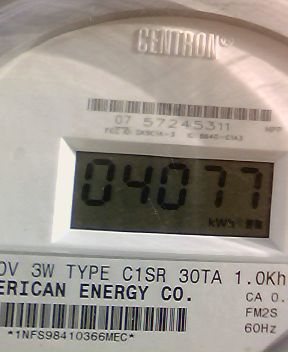 CENTRON®
07 57245311
04077
kWh
0V 3W TYPE C1SR 30TA 1.0Kh
ERICAN ENERGY CO.
CA 0.
FM2S
60Hz
*1NFS98410366MEC*